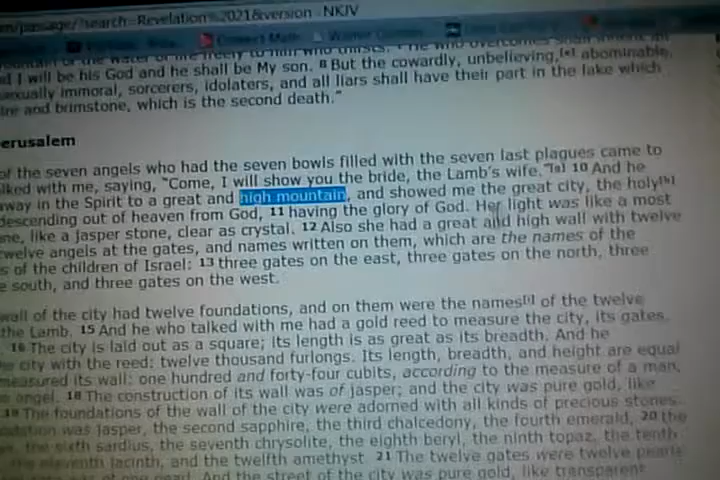 m/passage/?search=Revelation%2021&version=NKJV
ountain of the water of life freely to him who thirsts. 7 He who overcomes shall inherit all
d I will be his God and he shall be My son. 8 But the cowardly, unbelieving,[e] abominable,
sexually immoral, sorcerers, idolaters, and all liars shall have their part in the lake which
ire and brimstone, which is the second death."
erusalem
of the seven angels who had the seven bowls filled with the seven last plagues came to
lked with me, saying, "Come, I will show you the bride, the Lamb's wife."[g] 10 And he
away in the Spirit to a great and high mountain, and showed me the great city, the holy[h]
descending out of heaven from God, 11 having the glory of God. Her light was like a most
ne, like a jasper stone, clear as crystal. 12 Also she had a great and high wall with twelve
twelve angels at the gates, and names written on them, which are the names of the
s of the children of Israel: 13 three gates on the east, three gates on the north, three
e south, and three gates on the west.
wall of the city had twelve foundations, and on them were the names[i] of the twelve
the Lamb. 15 And he who talked with me had a gold reed to measure the city, its gates,
16 The city is laid out as a square; its length is as great as its breadth. And he
he city with the reed: twelve thousand furlongs. Its length, breadth, and height are equal
measured its wall: one hundred and forty-four cubits, according to the measure of a man,
angel. 18 The construction of its wall was of jasper; and the city was pure gold, like
19 The foundations of the wall of the city were adorned with all kinds of precious stones
was jasper, the second sapphire, the third chalcedony, the fourth emerald, 20 the
the sixth sardius, the seventh chrysolite, the eighth beryl, the ninth topaz, the tenth
the eleventh jacinth, and the twelfth amethyst. 21 The twelve gates were twelve pearls
of one pearl. And the street of the city was pure gold, like transparent